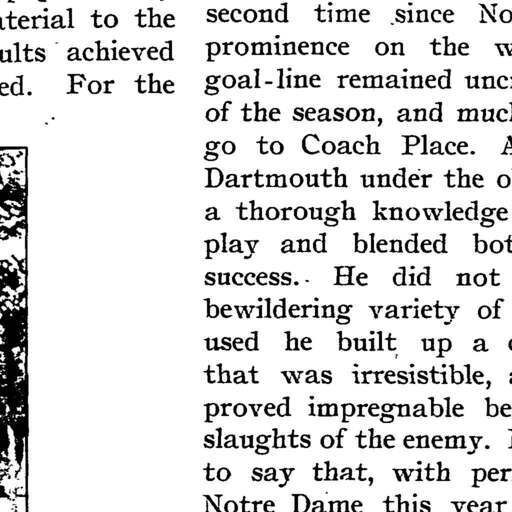 aterial to the
ults achieved
ed. For the
second time since No
prominence on the w
goal-line remained unc
of the season, and muc
go to Coach Place. A
Dartmouth under the o
a thorough knowledge
play and blended bot
success. He did not
bewildering variety of
used he built up a
that was irresistible,
proved impregnable be
slaughts of the enemy.
to say that, with per
Notre Dame this year